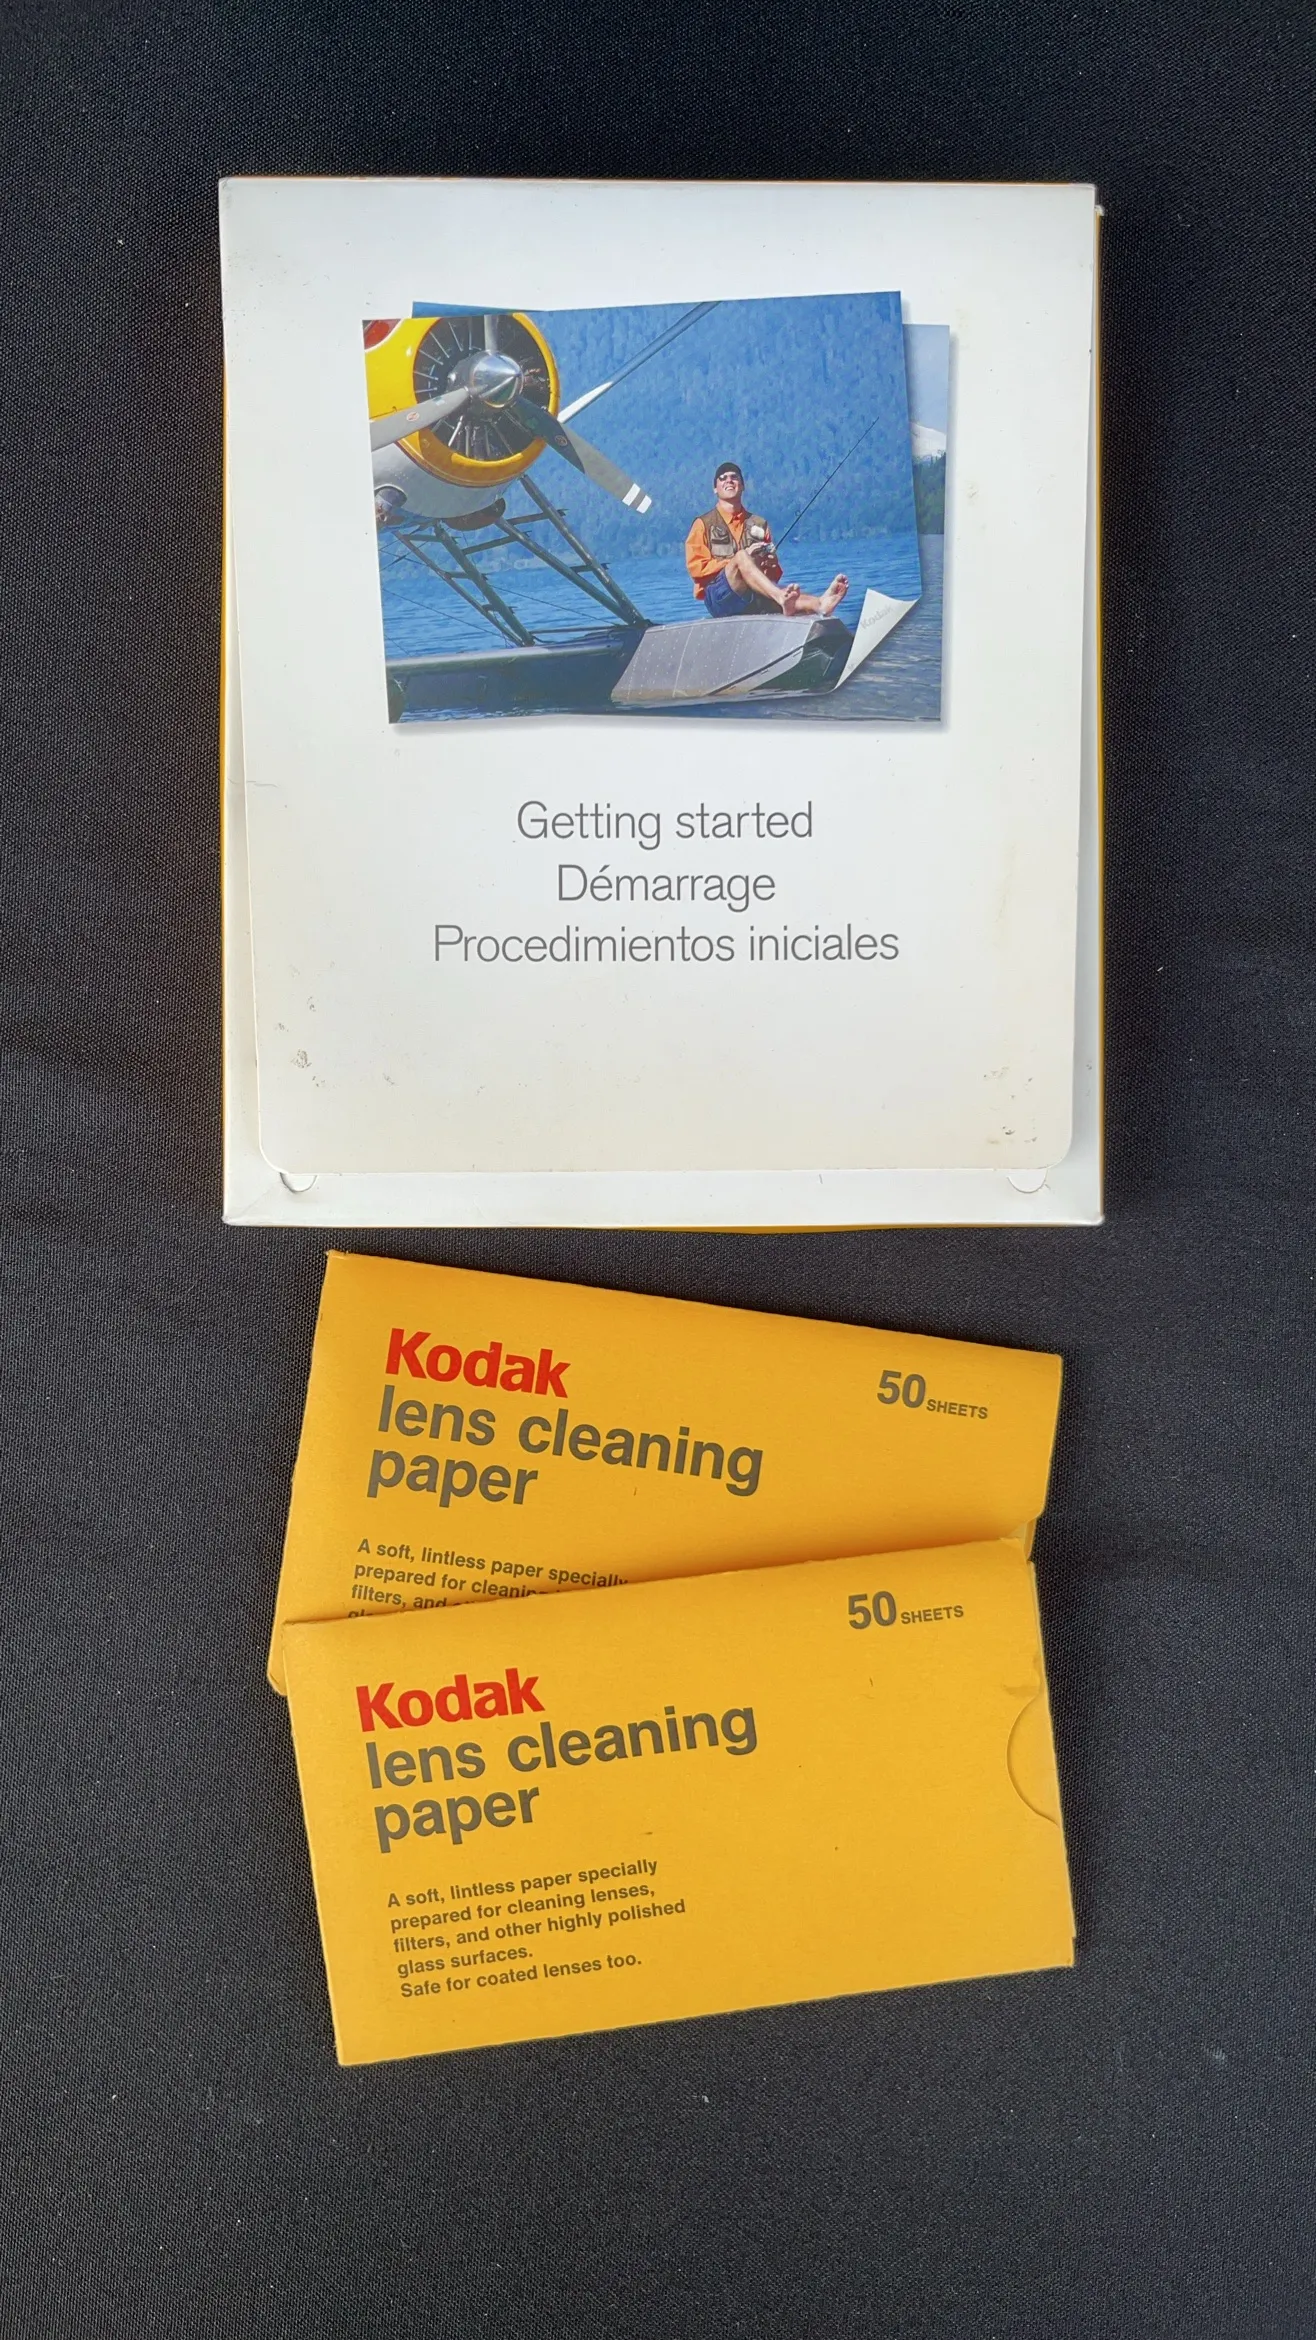 Kodak
Getting started
Démarrage
Procedimientos iniciales
Kodak
lens cleaning
paper
50 SHEETS
A soft, lintless paper specially
prepared for cleaning
filters, and
Kodak
lens cleaning
paper
50 SHEETS
A soft, lintless paper specially
prepared for cleaning lenses,
filters, and other highly polished
glass surfaces.
Safe for coated lenses too.